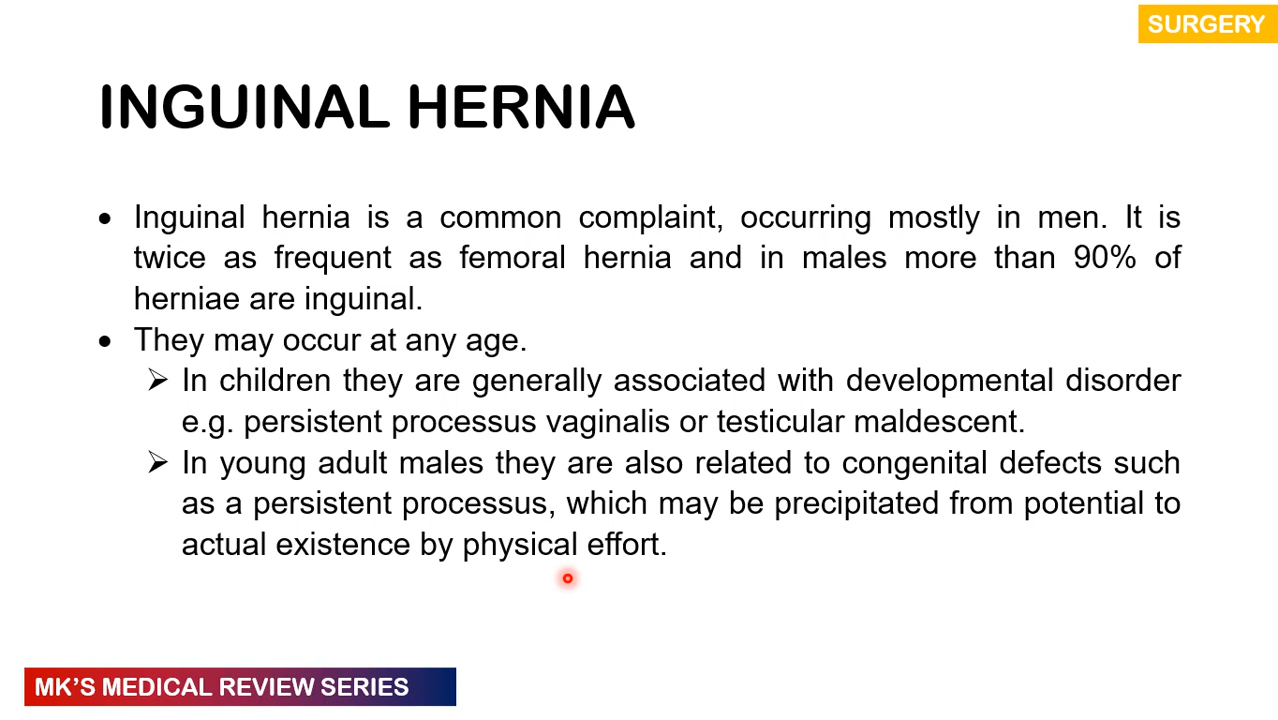 SURGERY
INGUINAL HERNIA
• Inguinal hernia is a common complaint, occurring mostly in men. It is
twice as frequent as femoral hernia and in males more than 90% of
herniae are inguinal.
• They may occur at any age.
➢ In children they are generally associated with developmental disorder
e.g. persistent processus vaginalis or testicular maldescent.
➢ In young adult males they are also related to congenital defects such
as a persistent processus, which may be precipitated from potential to
actual existence by physical effort.
MK’S MEDICAL REVIEW SERIES